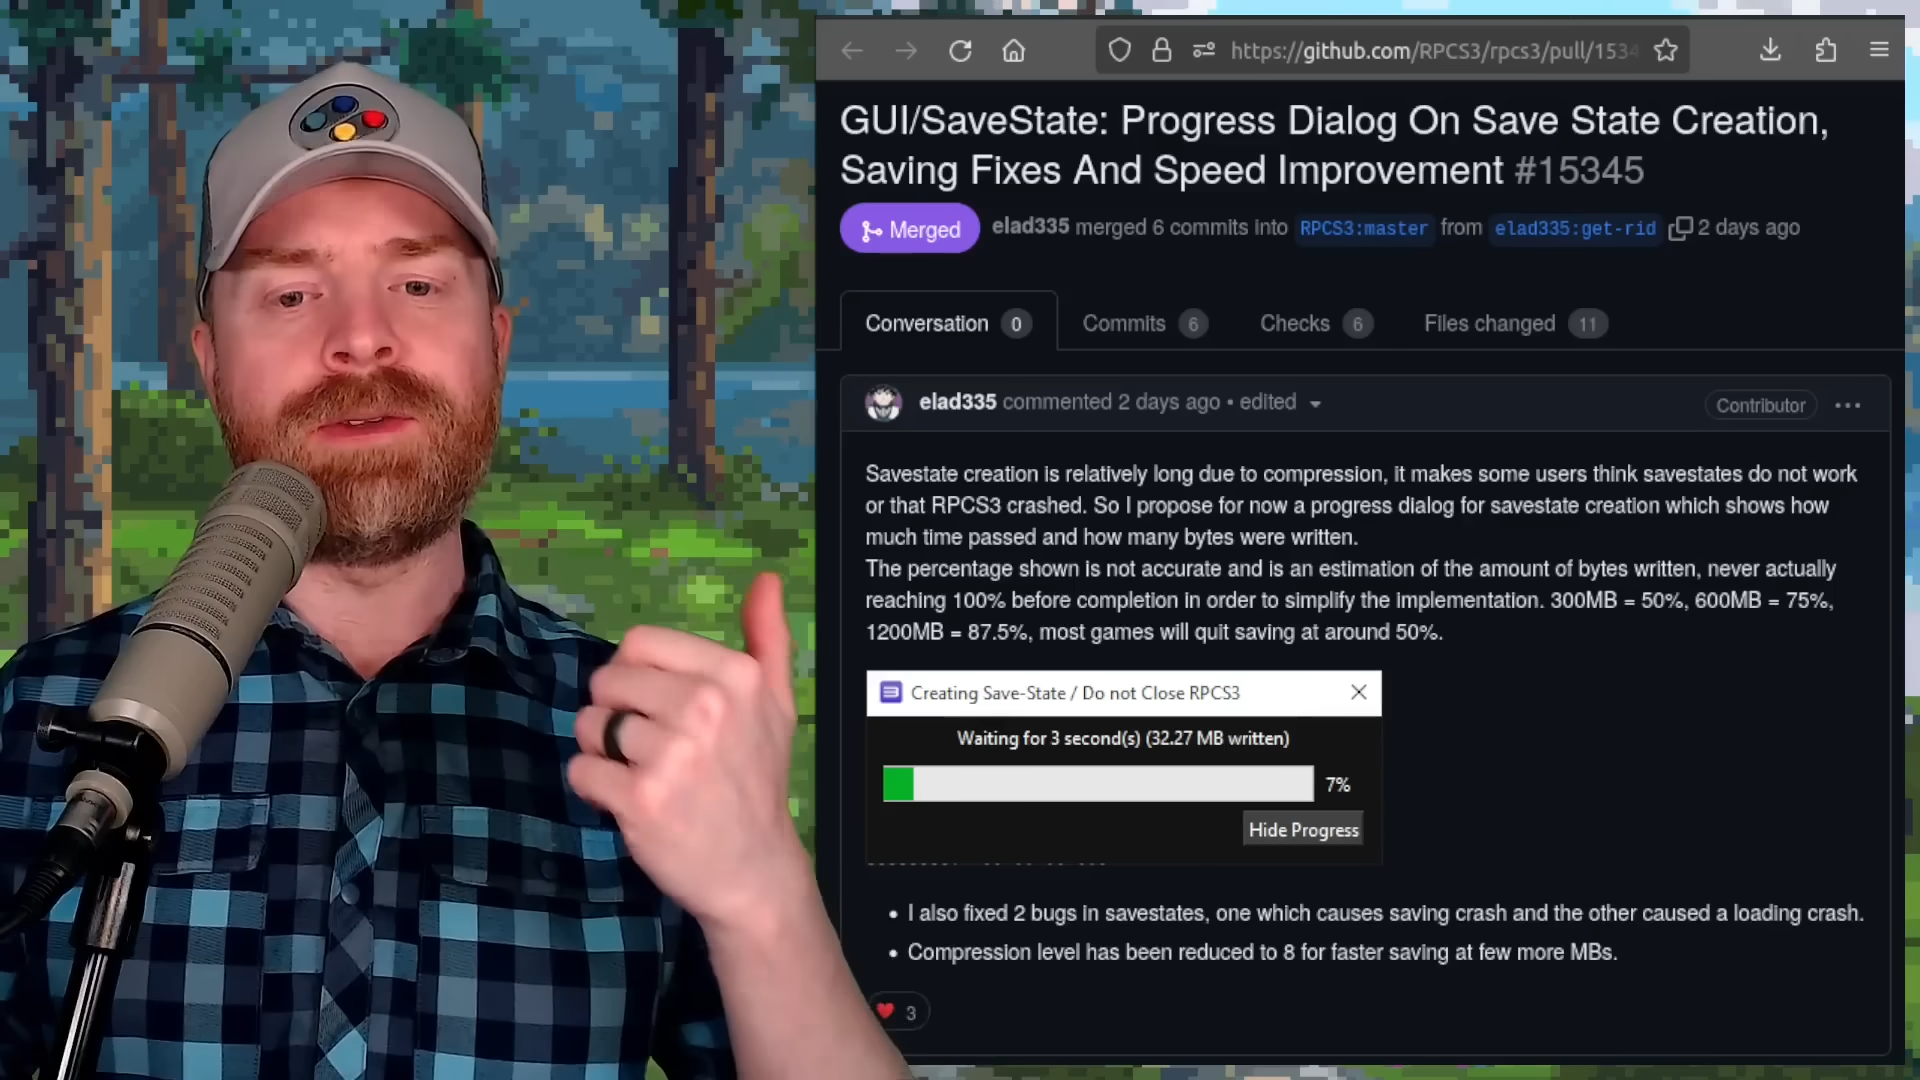 https://github.com/RPCS3/rpcs3/pull/1534
GUI/SaveState: Progress Dialog On Save State Creation,
Saving Fixes And Speed Improvement #15345
Merged elad335 merged 6 commits into RPCS3:master from elad335:get-rid 2 days ago
Conversation 0 Commits 6 Checks 6 Files changed 11
elad335 commented 2 days ago • edited Contributor
Savestate creation is relatively long due to compression, it makes some users think savestates do not work
or that RPCS3 crashed. So I propose for now a progress dialog for savestate creation which shows how
much time passed and how many bytes were written.
The percentage shown is not accurate and is an estimation of the amount of bytes written, never actually
reaching 100% before completion in order to simplify the implementation. 300MB = 50%, 600MB = 75%,
1200MB = 87.5%, most games will quit saving at around 50%.
Creating Save-State / Do not Close RPCS3
Waiting for 3 second(s) (32.27 MB written)
7%
Hide Progress
• I also fixed 2 bugs in savestates, one which causes saving crash and the other caused a loading crash.
• Compression level has been reduced to 8 for faster saving at few more MBs.
3